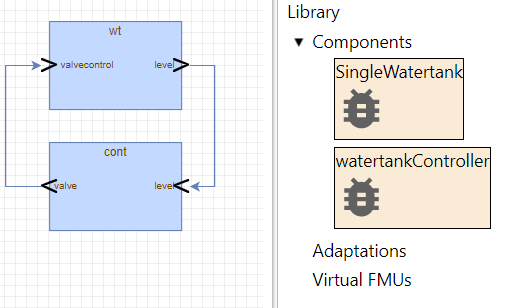 wt
valvecontrol level
cont
valve level
Library
Components
SingleWatertank
watertankController
Adaptations
Virtual FMUs